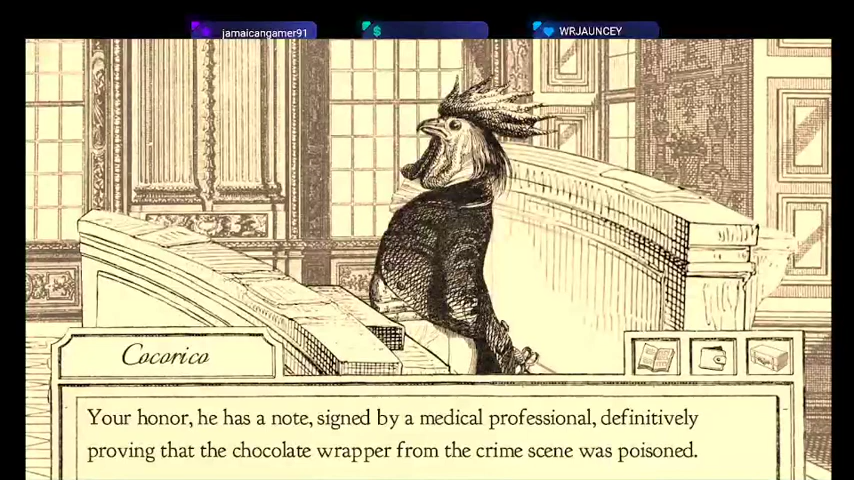 jamaicangamer91
$
WRJAUNCEY
Cocorico
Your honor, he has a note, signed by a medical professional, definitively
proving that the chocolate wrapper from the crime scene was poisoned.